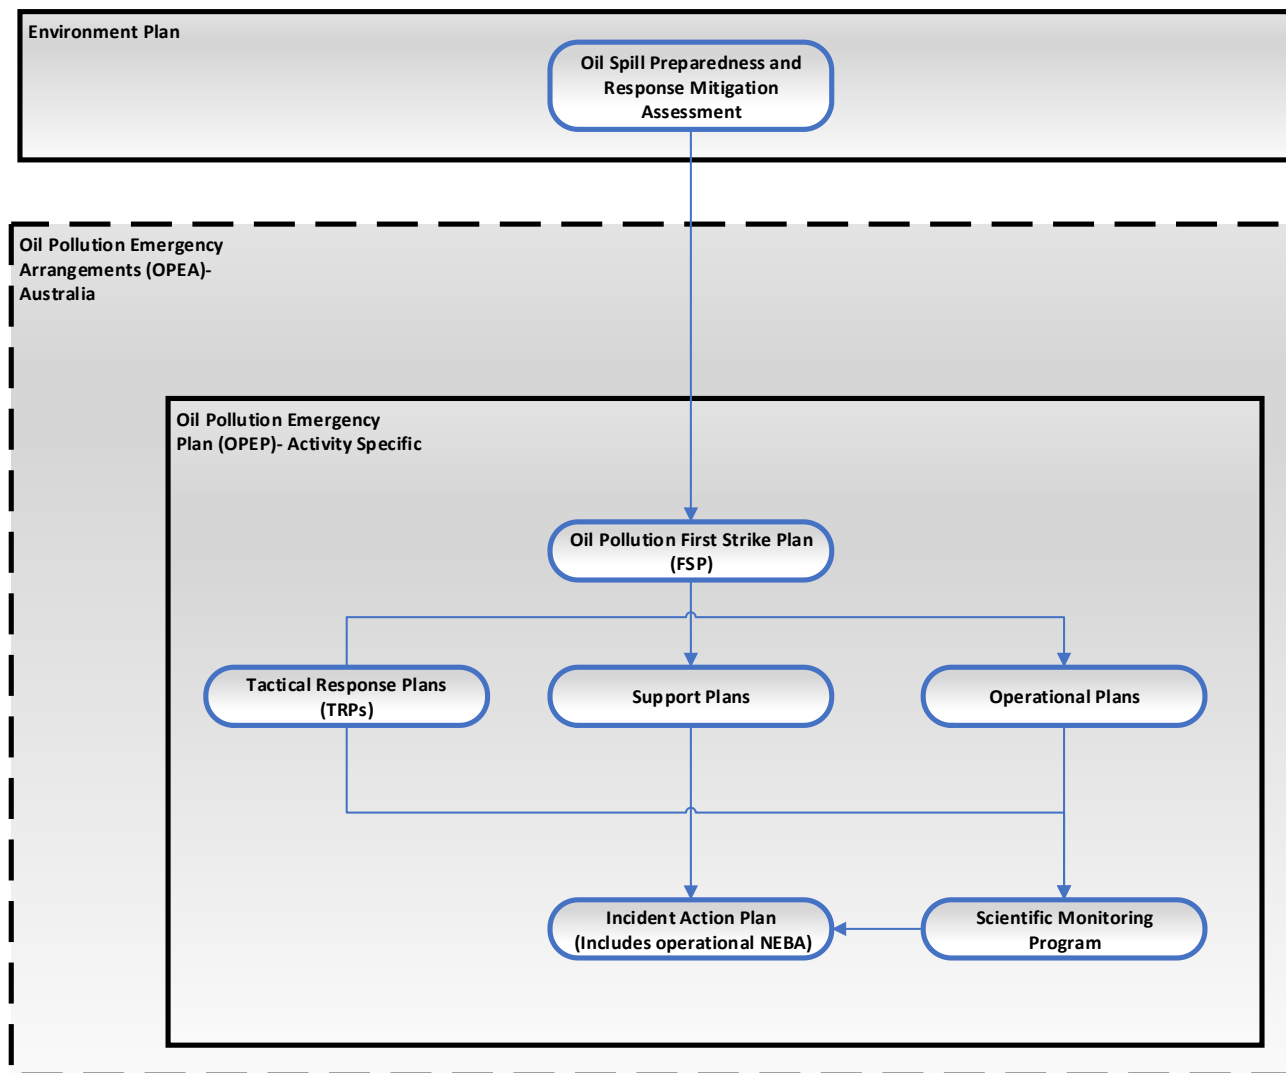 Environment Plan
Oil Spill Preparedness and
Response Mitigation
Assessment
Oil Pollution Emergency
Arrangements (OPEA)-
Australia
Oil Pollution Emergency
Plan (OPEP)- Activity Specific
Oil Pollution First Strike Plan
(FSP)
Tactical Response Plans
(TRPs)
Support Plans
Operational Plans
Incident Action Plan
(Includes operational NEBA)
Scientific Monitoring
Program